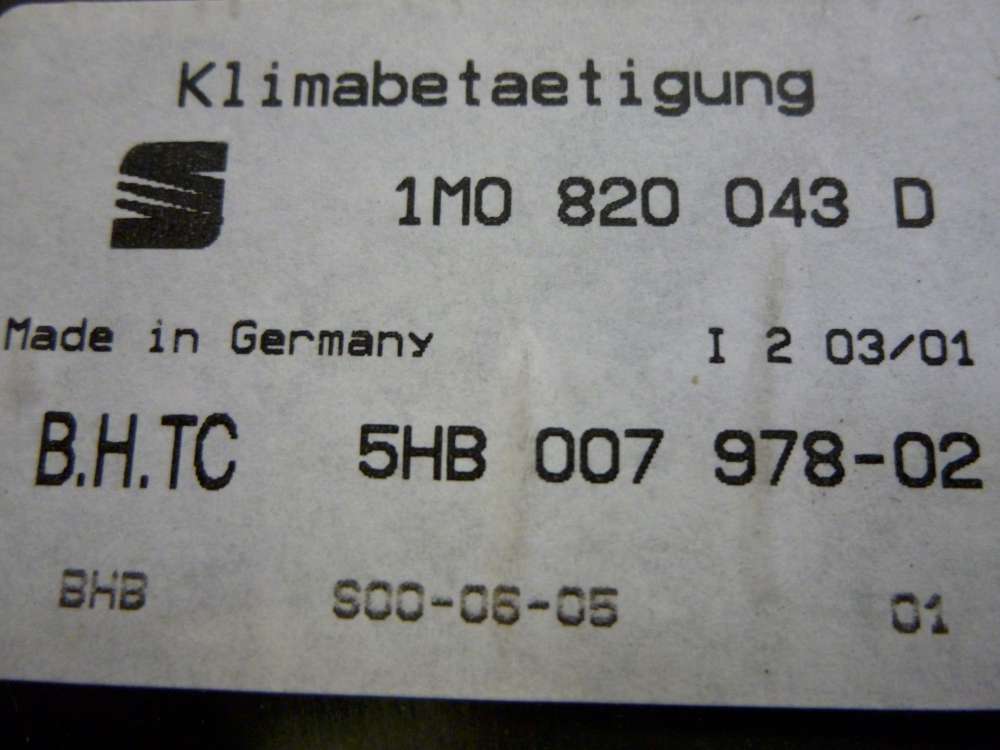 Klimabetaetigung
1M0 820 043 D
Made in Germany I 2 03/01
B.H.TC 5HB 007 978-02
BHB S00-06-05 01